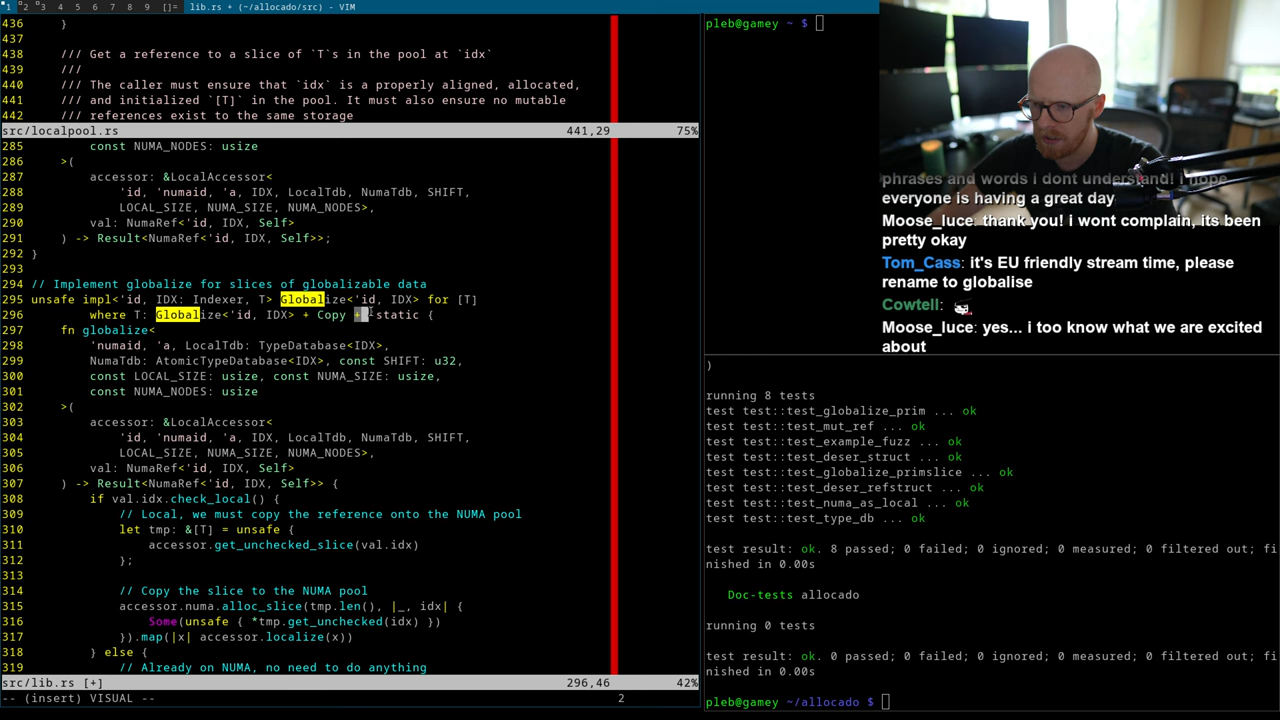 1 2 3 4 5 6 7 8 9 []= lib.rs + (~/allocado/src) - VIM
436     }
437
438     /// Get a reference to a slice of `T`s in the pool at `idx`
439     ///
440     /// The caller must ensure that `idx` is a properly aligned, allocated,
441     /// and initialized `[T]` in the pool. It must also ensure no mutable
442     /// references exist to the same storage
src/localpool.rs 441,29 75%
285         const NUMA_NODES: usize
286     >(
287         accessor: &LocalAccessor<
288             'id, 'numaid, 'a, IDX, LocalTdb, NumaTdb, SHIFT,
289             LOCAL_SIZE, NUMA_SIZE, NUMA_NODES>,
290         val: NumaRef<'id, IDX, Self>
291     ) -> Result<NumaRef<'id, IDX, Self>>;
292 }
293
294 // Implement globalize for slices of globalizable data
295 unsafe impl<'id, IDX: Indexer, T> Globalize<'id, IDX> for [T]
296         where T: Globalize<'id, IDX> + Copy + 'static {
297     fn globalize<
298         'numaid, 'a, LocalTdb: TypeDatabase<IDX>,
299         NumaTdb: AtomicTypeDatabase<IDX>, const SHIFT: u32,
300         const LOCAL_SIZE: usize, const NUMA_SIZE: usize,
301         const NUMA_NODES: usize
302     >(
303         accessor: &LocalAccessor<
304             'id, 'numaid, 'a, IDX, LocalTdb, NumaTdb, SHIFT,
305             LOCAL_SIZE, NUMA_SIZE, NUMA_NODES>,
306         val: NumaRef<'id, IDX, Self>
307     ) -> Result<NumaRef<'id, IDX, Self>> {
308         if val.idx.check_local() {
309             // Local, we must copy the reference onto the NUMA pool
310             let tmp: &[T] = unsafe {
311                 accessor.get_unchecked_slice(val.idx)
312             };
313
314             // Copy the slice to the NUMA pool
315             accessor.numa.alloc_slice(tmp.len(), |_, idx| {
316                 Some(unsafe { *tmp.get_unchecked(idx) })
317             }).map(|x| accessor.localize(x))
318         } else {
319             // Already on NUMA, no need to do anything
src/lib.rs [+] 296,46 42%
-- (insert) VISUAL -- 2
pleb@gamey ~ $
phrases and words i dont understand! i hope
everyone is having a great day
Moose_luce: thank you! i wont complain, its been
pretty okay
Tom_Cass: it's EU friendly stream time, please
rename to globalise
Cowtell:
Moose_luce: yes... i too know what we are excited
about
)
running 8 tests
test test::test_globalize_prim ... ok
test test::test_mut_ref ... ok
test test::test_example_fuzz ... ok
test test::test_deser_struct ... ok
test test::test_globalize_primslice ... ok
test test::test_deser_refstruct ... ok
test test::test_numa_as_local ... ok
test test::test_type_db ... ok
test result: ok. 8 passed; 0 failed; 0 ignored; 0 measured; 0 filtered out; fi
nished in 0.00s
Doc-tests allocado
running 0 tests
test result: ok. 0 passed; 0 failed; 0 ignored; 0 measured; 0 filtered out; fi
nished in 0.00s
pleb@gamey ~/allocado $